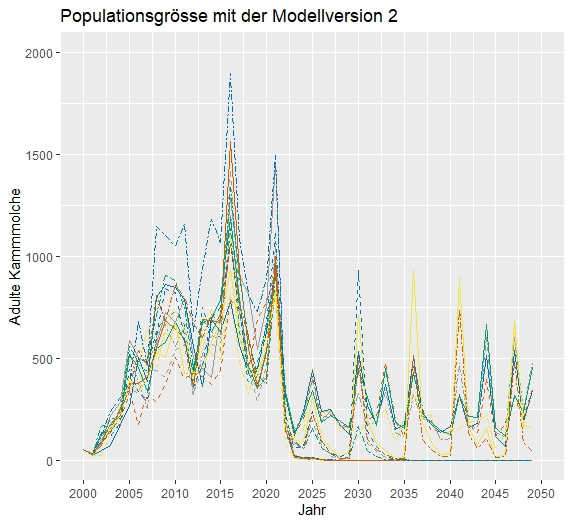 Populationsgrösse mit der Modellversion 2
2000
1500
1000
500
0
Adulte Kammmolche
2000 2005 2010 2015 2020 2025 2030 2035 2040 2045 2050
Jahr